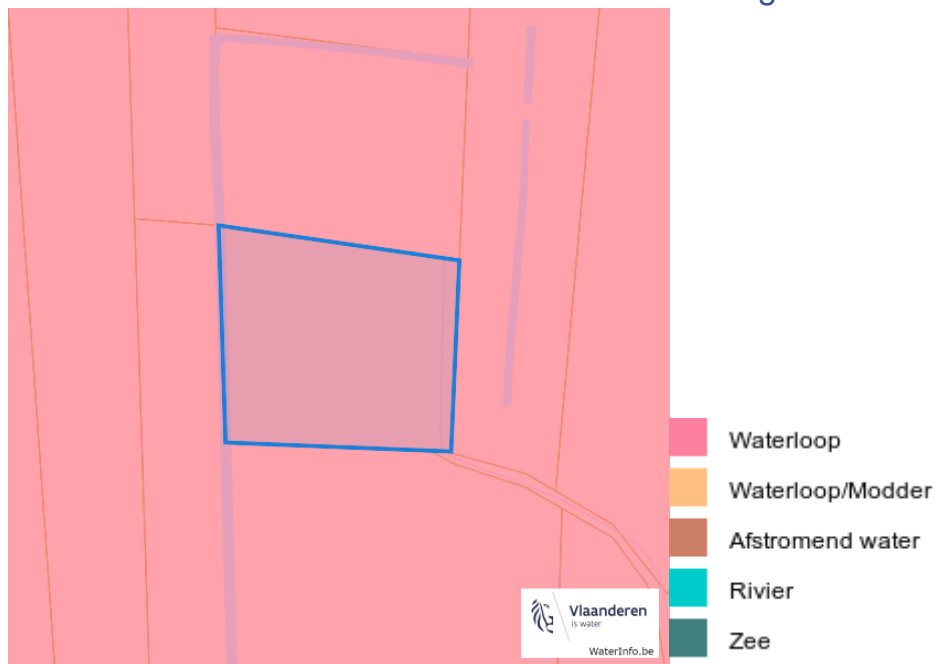 Waterloop
Waterloop/Modder
Afstromend water
Rivier
Zee
Vlaanderen
is water
WaterInfo.be